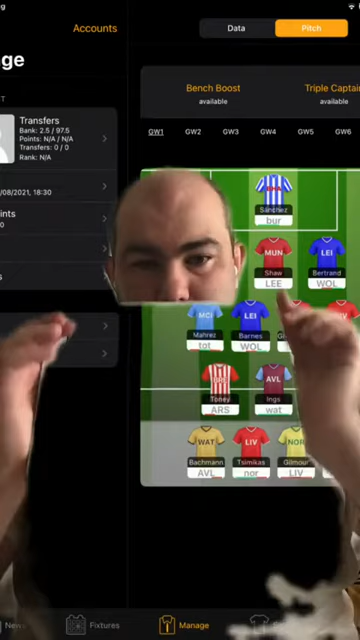 Accounts
Data
Pitch
Bench Boost
available
Triple Captai
available
GW1
GW2
GW3
GW4
GW5
GW6
Transfers
Bank: 2.5 / 97.5
Points: N/A / N/A
Transfers: 0 / 0
Rank: N/A
/08/2021, 18:30
ints
0
s
BHA
Sánchez
bur
MUN
Shaw
LEE
LEI
Bertrand
WOL
MCI
Mahrez
tot
LEI
Barnes
WOL
Toney
ARS
AVL
Ings
wat
WAT
Bachmann
AVL
LIV
Tsimikas
nor
NOR
Gilmour
LIV
News
Fixtures
Manage